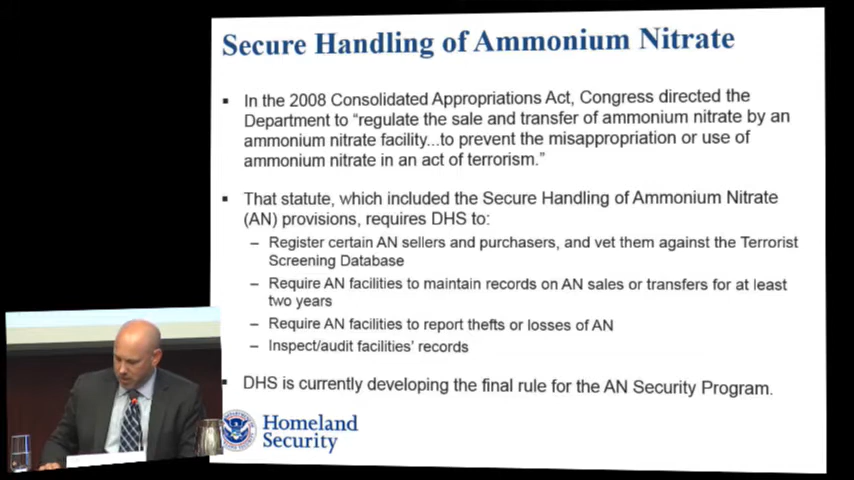 Secure Handling of Ammonium Nitrate
▪ In the 2008 Consolidated Appropriations Act, Congress directed the
Department to “regulate the sale and transfer of ammonium nitrate by an
ammonium nitrate facility...to prevent the misappropriation or use of
ammonium nitrate in an act of terrorism.”
▪ That statute, which included the Secure Handling of Ammonium Nitrate
(AN) provisions, requires DHS to:
– Register certain AN sellers and purchasers, and vet them against the Terrorist
Screening Database
– Require AN facilities to maintain records on AN sales or transfers for at least
two years
– Require AN facilities to report thefts or losses of AN
– Inspect/audit facilities’ records
▪ DHS is currently developing the final rule for the AN Security Program.
Homeland
Security